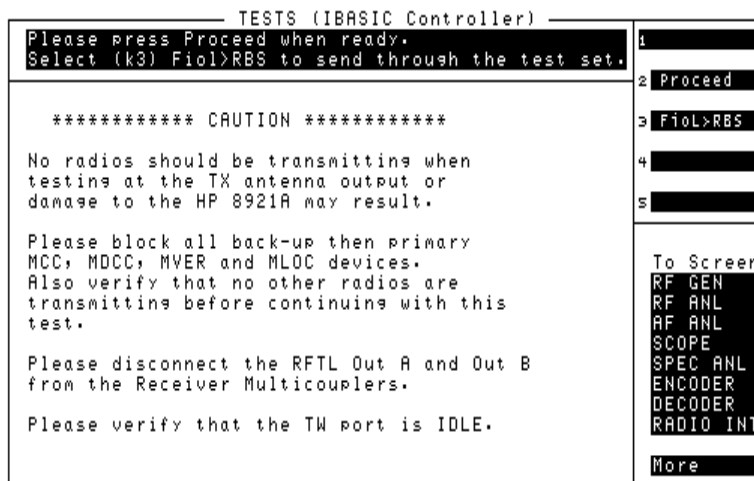 TESTS (IBASIC Controller)
Please press Proceed when ready.
Select (k3) Fiol>RBS to send through the test set.
************ CAUTION ************
No radios should be transmitting when
testing at the TX antenna output or
damage to the HP 8921A may result.
Please block all back-up then primary
MCC, MDCC, MVER and MLOC devices.
Also verify that no other radios are
transmitting before continuing with this
test.
Please disconnect the RFTL Out A and Out B
from the Receiver Multicouplers.
Please verify that the TW port is IDLE.
1
2 Proceed
3 FioL>RBS
4
5
To Screen
RF GEN
RF ANL
AF ANL
SCOPE
SPEC ANL
ENCODER
DECODER
RADIO INT
More